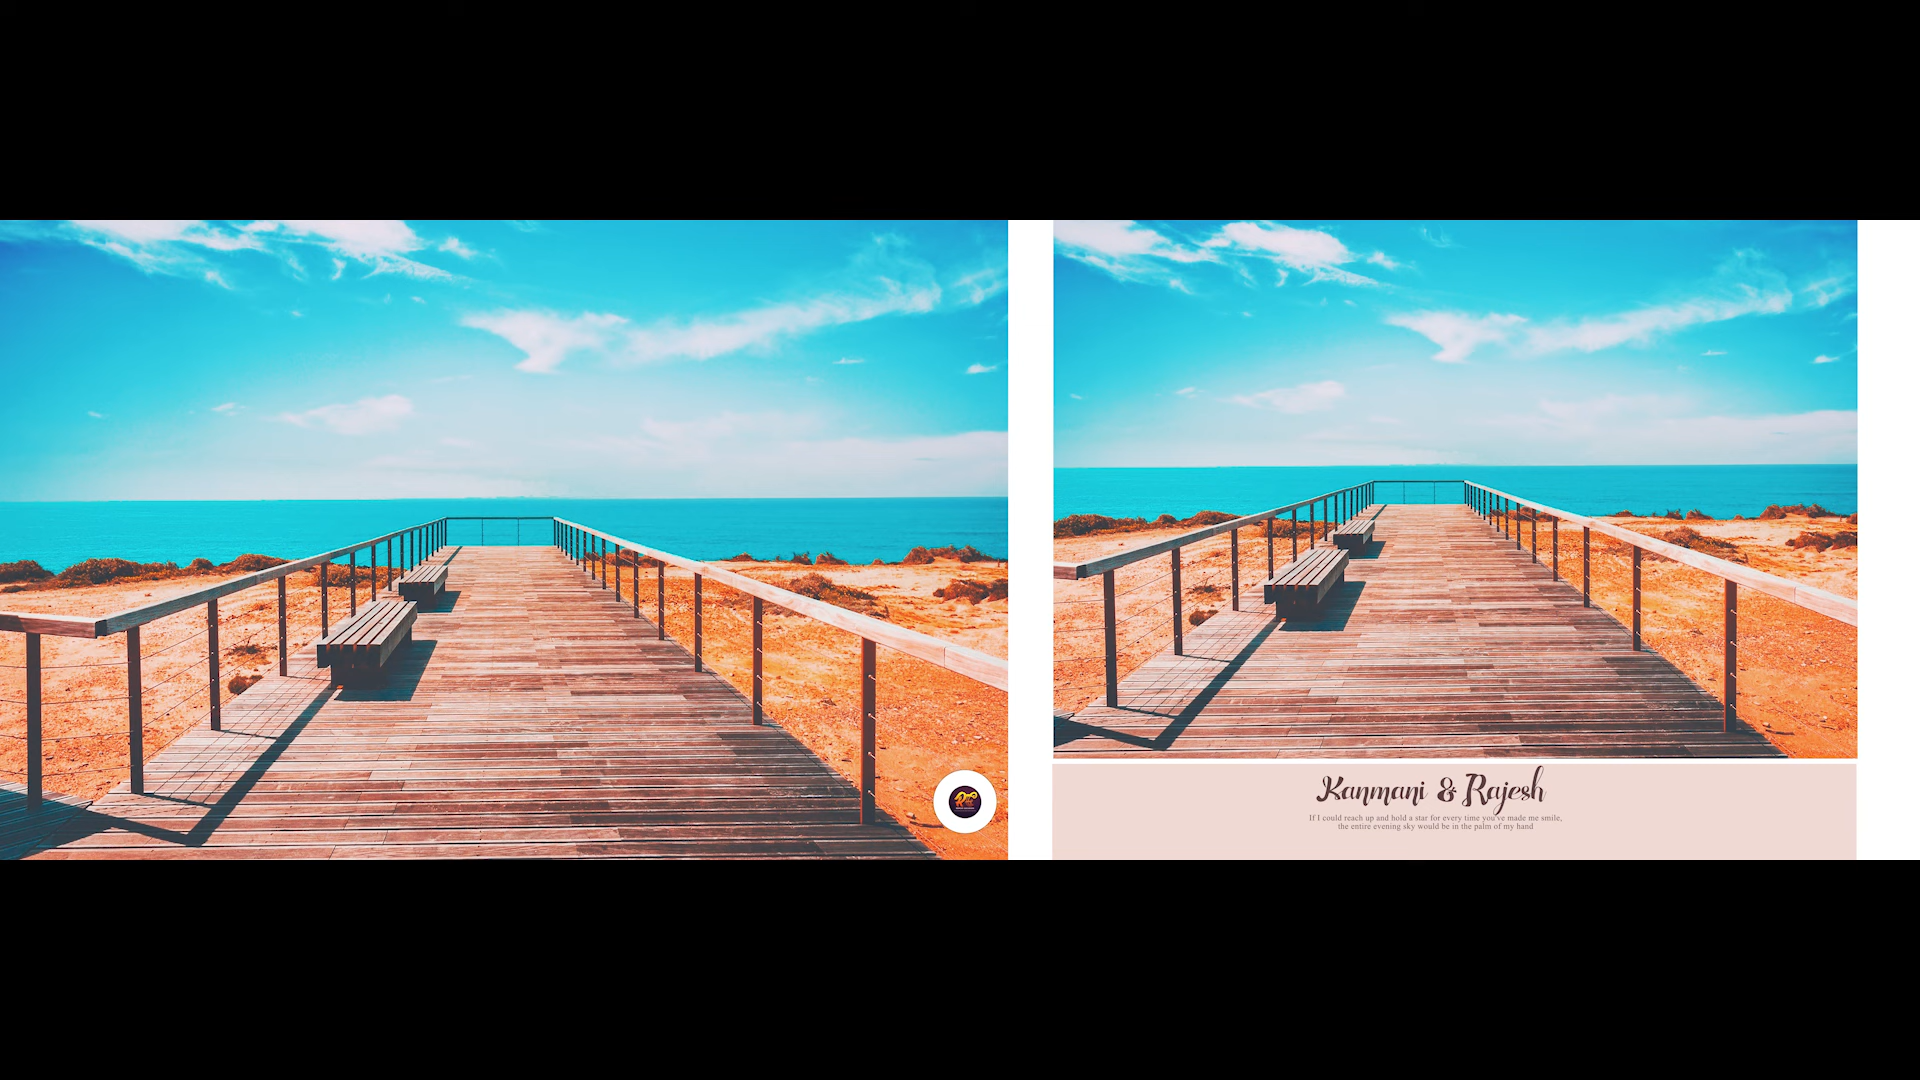 Kanmani & Rajesh
If I could reach up and hold a star for every time you've made me smile,
the entire evening sky would be in the palm of my hand